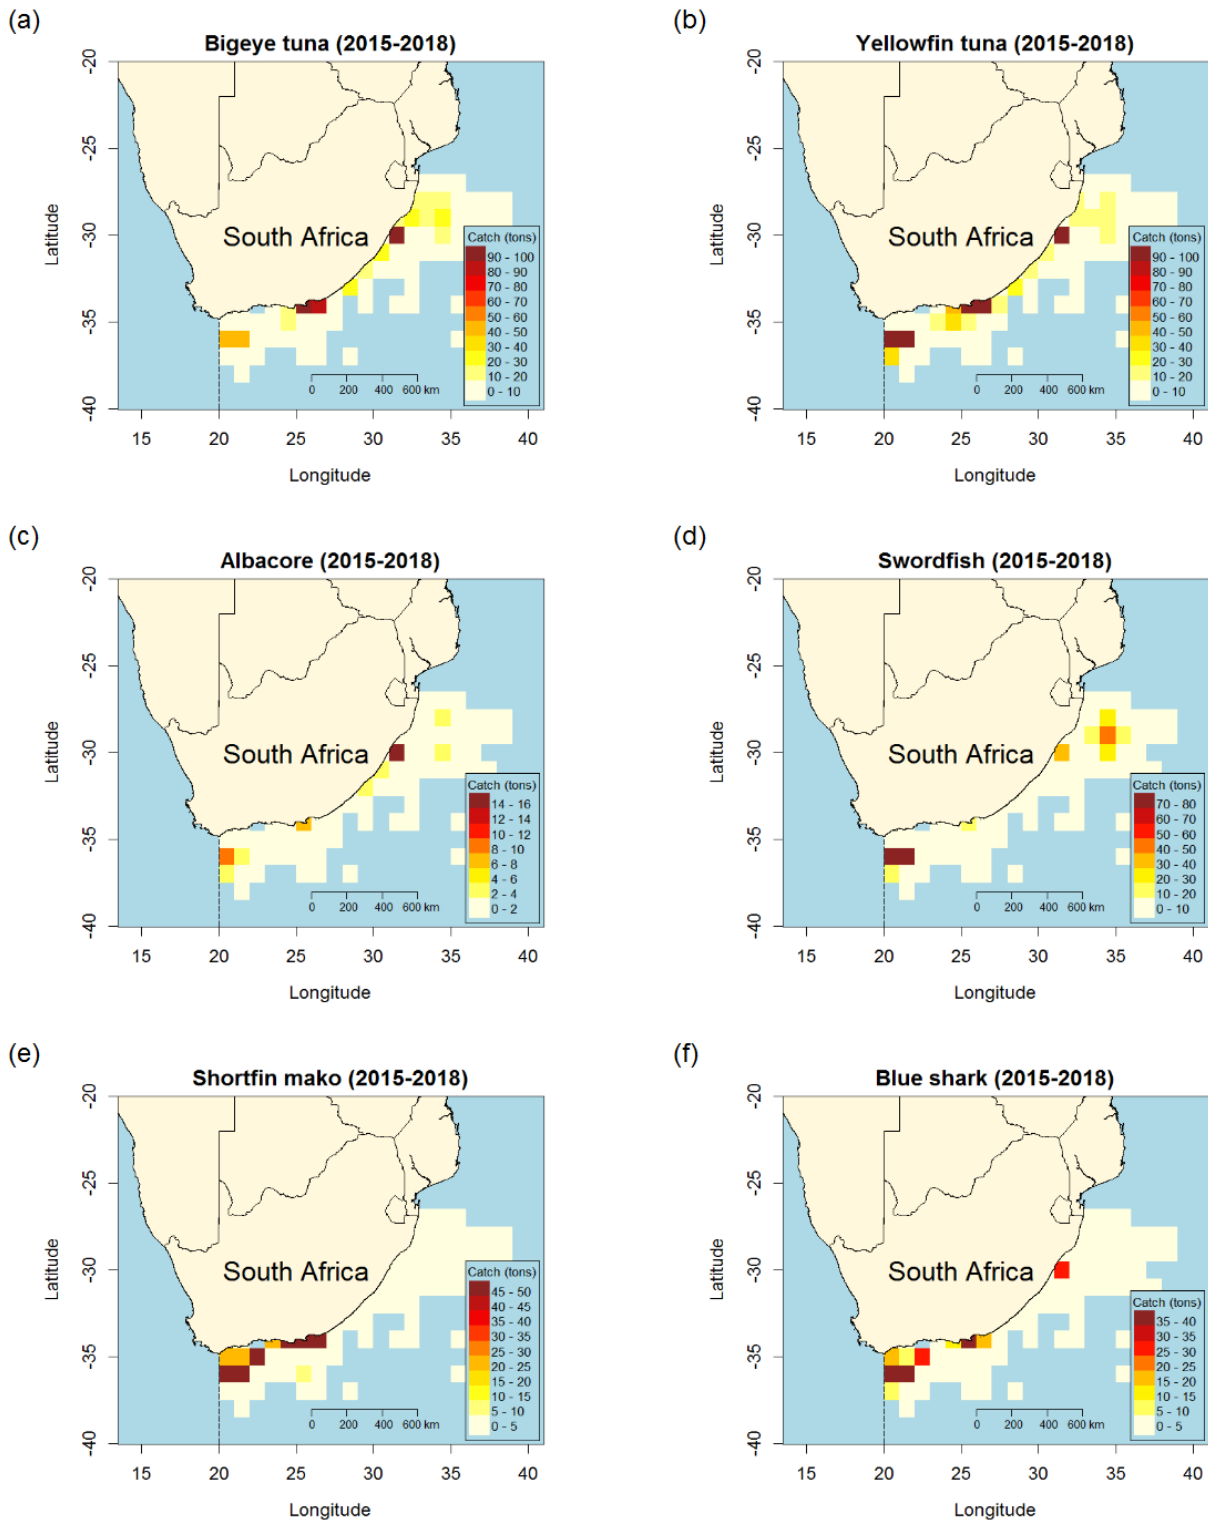 (a)
Bigeye tuna (2015-2018)
-20
-25
-30
-35
-40
Latitude
South Africa
Catch (tons)
90 - 100
80 - 90
70 - 80
60 - 70
50 - 60
40 - 50
30 - 40
20 - 30
10 - 20
0 - 10
0 200 400 600 km
15 20 25 30 35 40
Longitude
(b)
Yellowfin tuna (2015-2018)
-20
-25
-30
-35
-40
Latitude
South Africa
Catch (tons)
90 - 100
80 - 90
70 - 80
60 - 70
50 - 60
40 - 50
30 - 40
20 - 30
10 - 20
0 - 10
0 200 400 600 km
15 20 25 30 35 40
Longitude
(c)
Albacore (2015-2018)
-20
-25
-30
-35
-40
Latitude
South Africa
Catch (tons)
14 - 16
12 - 14
10 - 12
8 - 10
6 - 8
4 - 6
2 - 4
0 - 2
0 200 400 600 km
15 20 25 30 35 40
Longitude
(d)
Swordfish (2015-2018)
-20
-25
-30
-35
-40
Latitude
South Africa
Catch (tons)
70 - 80
60 - 70
50 - 60
40 - 50
30 - 40
20 - 30
10 - 20
0 - 10
0 200 400 600 km
15 20 25 30 35 40
Longitude
(e)
Shortfin mako (2015-2018)
-20
-25
-30
-35
-40
Latitude
South Africa
Catch (tons)
45 - 50
40 - 45
35 - 40
30 - 35
25 - 30
20 - 25
15 - 20
10 - 15
5 - 10
0 - 5
0 200 400 600 km
15 20 25 30 35 40
Longitude
(f)
Blue shark (2015-2018)
-20
-25
-30
-35
-40
Latitude
South Africa
Catch (tons)
35 - 40
30 - 35
25 - 30
20 - 25
15 - 20
10 - 15
5 - 10
0 - 5
0 200 400 600 km
15 20 25 30 35 40
Longitude